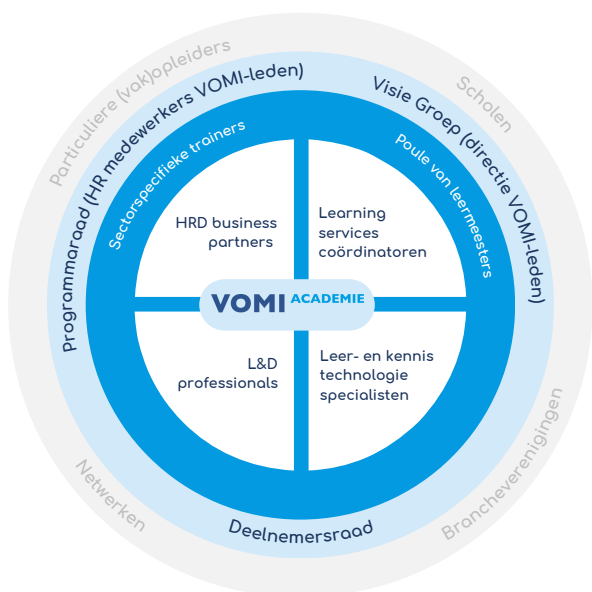 Particuliere (vak)opleiders
Scholen
Programmaraad (HR medewerkers VOMI-leden)
Visie Groep (directie VOMI-leden)
Sectorspecifieke trainers
Poule van leermeesters
HRD business
partners
Learning
services
coördinatoren
VOMI ACADEMIE
L&D
professionals
Leer- en kennis
technologie
specialisten
Deelnemersraad
Netwerken
Brancheverenigingen